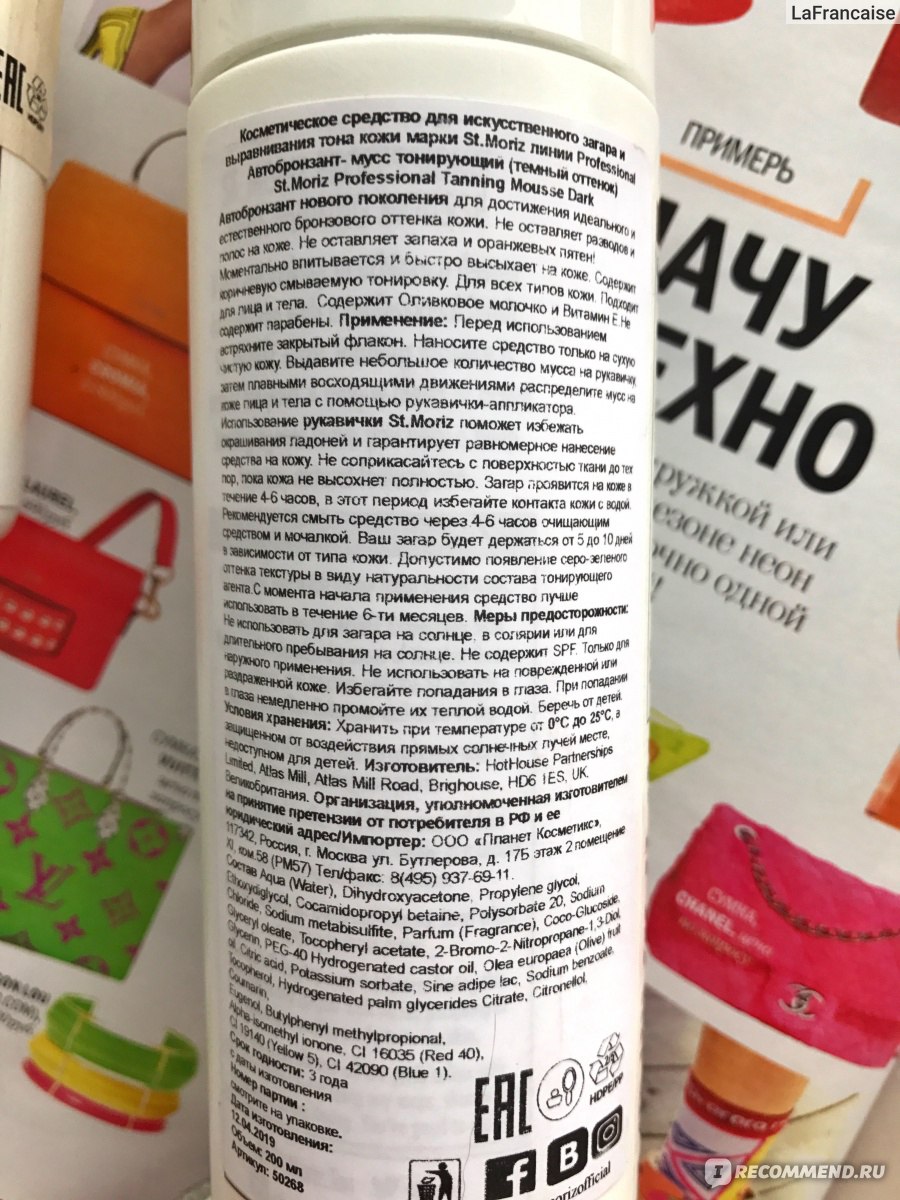 LaFrancaise
EAC
Косметическое средство для искусственного загара и
выравнивания тона кожи марки St.Moriz линии Professional
Автобронзант- мусс тонирующий (темный оттенок)
St.Moriz Professional Tanning Mousse Dark
Автобронзант нового поколения для достижения идеального и
естественного бронзового оттенка кожи. Не оставляет разводов и
полос на коже. Не оставляет запаха и оранжевых пятен!
Моментально впитывается и быстро высыхает на коже. Содержит
коричневую смываемую тонировку. Для всех типов кожи. Подходит
для лица и тела. Содержит Оливковое молочко и Витамин Е.Не
содержит парабены. Применение: Перед использованием
встряхните закрытый флакон. Наносите средство только на сухую
чистую кожу. Выдавите небольшое количество мусса на рукавичку,
затем плавными восходящими движениями распределите мусс на
коже лица и тела с помощью рукавички-аппликатора.
Использование рукавички St.Moriz поможет избежать
окрашивания ладоней и гарантирует равномерное нанесение
средства на кожу. Не соприкасайтесь с поверхностью ткани до тех
пор, пока кожа не высохнет полностью. Загар проявится на коже в
течение 4-6 часов, в этот период избегайте контакта кожи с водой.
Рекомендуется смыть средство через 4-6 часов очищающим
средством и мочалкой. Ваш загар будет держаться от 5 до 10 дней
в зависимости от типа кожи. Допустимо появление серо-зеленого
оттенка текстуры в виду натуральности состава тонирующего
агента.С момента начала применения средство лучше
использовать в течение 6-ти месяцев. Меры предосторожности:
Не использовать для загара на солнце, в солярии или для
длительного пребывания на солнце. Не содержит SPF. Только для
наружного применения. Не использовать на поврежденной или
раздраженной коже. Избегайте попадания в глаза. При попадании
в глаза немедленно промойте их теплой водой. Беречь от детей.
Условия хранения: Хранить при температуре от 0°С до 25°С, в
защищенном от воздействия прямых солнечных лучей месте,
недоступном для детей. Изготовитель: HotHouse Partnerships
Limited, Atlas Mill, Atlas Mill Road, Brighouse, HD6 1ES, UK.
Великобритания. Организация, уполномоченная изготовителем
на принятие претензии от потребителя в РФ и ее
юридический адрес/Импортер: ООО «Планет Косметикс»,
117342, Россия, г. Москва ул. Бутлерова, д. 17Б этаж 2 помещение
XI, ком.58 (РМ57) Тел/факс: 8(495) 937-69-11.
Состав Aqua (Water), Dihydroxyacetone, Propylene glycol,
Ethoxydiglycol, Cocamidopropyl betaine, Polysorbate 20, Sodium
Chloride, Sodium metabisulfite, Parfum (Fragrance), Coco-Glucoside,
Glyceryl oleate, Tocopheryl acetate, 2-Bromo-2-Nitropropane-1,3-Diol,
Glycerin, PEG-40 Hydrogenated castor oil, Olea europaea (Olive) fruit
oil, Citric acid, Potassium sorbate, Sine adipe lac, Sodium benzoate,
Tocopherol, Hydrogenated palm glycerides Citrate, Citronellol,
Coumarin,
Eugenol, Butylphenyl methylpropional,
Alpha-isomethyl ionone, CI 16035 (Red 40),
CI 19140 (Yellow 5), CI 42090 (Blue 1).
Срок годности: 3 года
с даты изготовления
Номер партии :
смотрите на упаковке.
Дата изготовления:
12.04.2019
Объем: 200 мл
Артикул: 50268
EAC
HDPE/PP
morizofficial
ПРИМЕРЬ
АЧУ
ЕХНО
ружкой или
езоне неон
очно одной
LAUREL
СУМКА,
CHANEL
IRECOMMEND.RU